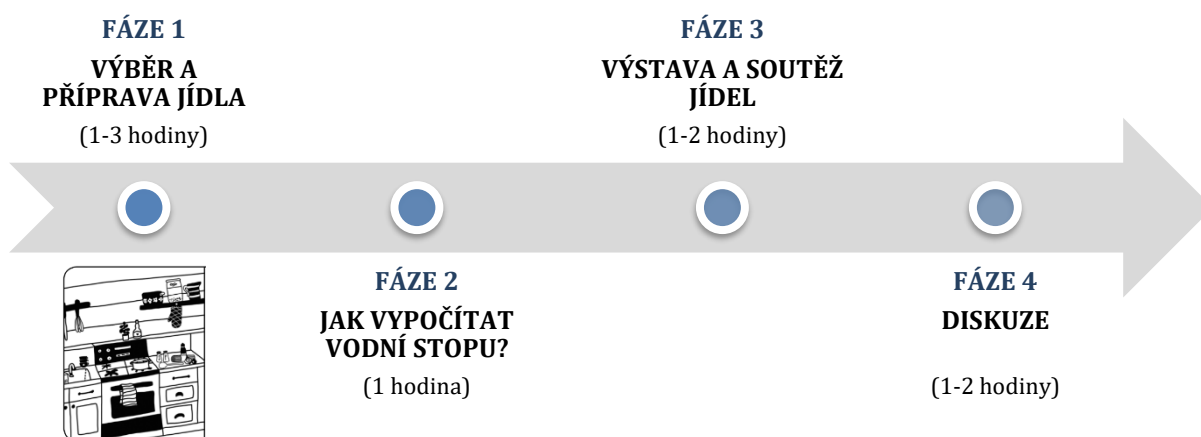 FÁZE 1
VÝBĚR A
PŘÍPRAVA JÍDLA
(1-3 hodiny)
FÁZE 2
JAK VYPOČÍTAT
VODNÍ STOPU?
(1 hodina)
FÁZE 3
VÝSTAVA A SOUTĚŽ
JÍDEL
(1-2 hodiny)
FÁZE 4
DISKUZE
(1-2 hodiny)